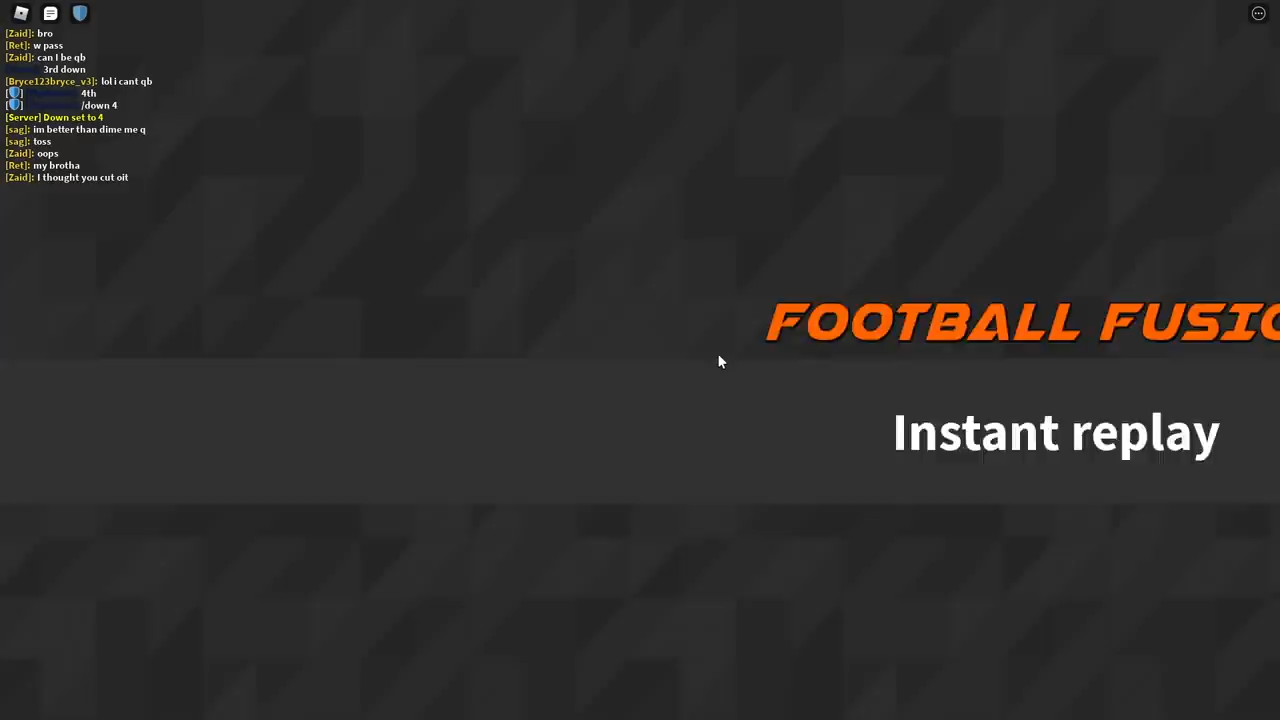 [Zaid]: bro
[Ret]: w pass
[Zaid]: can I be qb
3rd down
[Bryce123bryce_v3]: lol i cant qb
[ ] 4th
[ ] /down 4
[Server] Down set to 4
[sag]: im better than dime me q
[sag]: toss
[Zaid]: oops
[Ret]: my brotha
[Zaid]: I thought you cut oit
FOOTBALL FUSIO
Instant replay